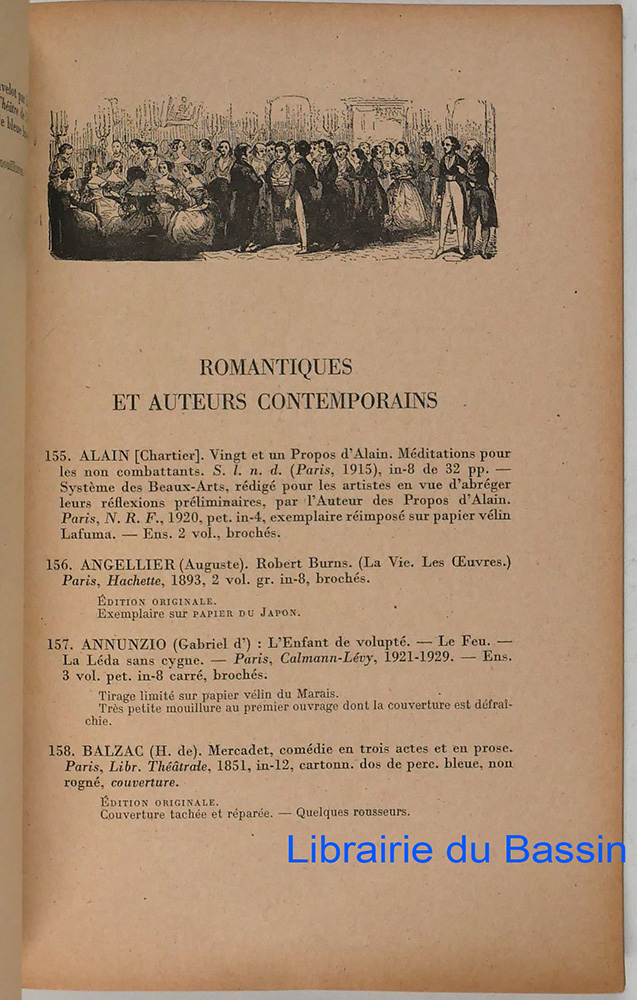 ROMANTIQUES
ET AUTEURS CONTEMPORAINS
155. ALAIN [Chartier]. Vingt et un Propos d'Alain. Méditations pour
les non combattants. S. l. n. d. (Paris, 1915), in-8 de 32 pp. —
Système des Beaux-Arts, rédigé pour les artistes en vue d'abréger
leurs réflexions préliminaires, par l'Auteur des Propos d'Alain.
Paris, N. R. F., 1920, pet. in-4, exemplaire réimposé sur papier vélin
Lafuma. — Ens. 2 vol., brochés.
156. ANGELLIER (Auguste). Robert Burns. (La Vie. Les Œuvres.)
Paris, Hachette, 1893, 2 vol. gr. in-8, brochés.
ÉDITION ORIGINALE.
Exemplaire sur PAPIER DU JAPON.
157. ANNUNZIO (Gabriel d') : L'Enfant de volupté. — Le Feu. —
La Léda sans cygne. — Paris, Calmann-Lévy, 1921-1929. — Ens.
3 vol. pet. in-8 carré, brochés.
Tirage limité sur papier vélin du Marais.
Très petite mouillure au premier ouvrage dont la couverture est défraî-
chie.
158. BALZAC (H. de). Mercadet, comédie en trois actes et en prose.
Paris, Libr. Théâtrale, 1851, in-12, cartonn. dos de perc. bleue, non
rogné, couverture.
ÉDITION ORIGINALE.
Couverture tachée et réparée. — Quelques rousseurs.
Librairie du Bassin